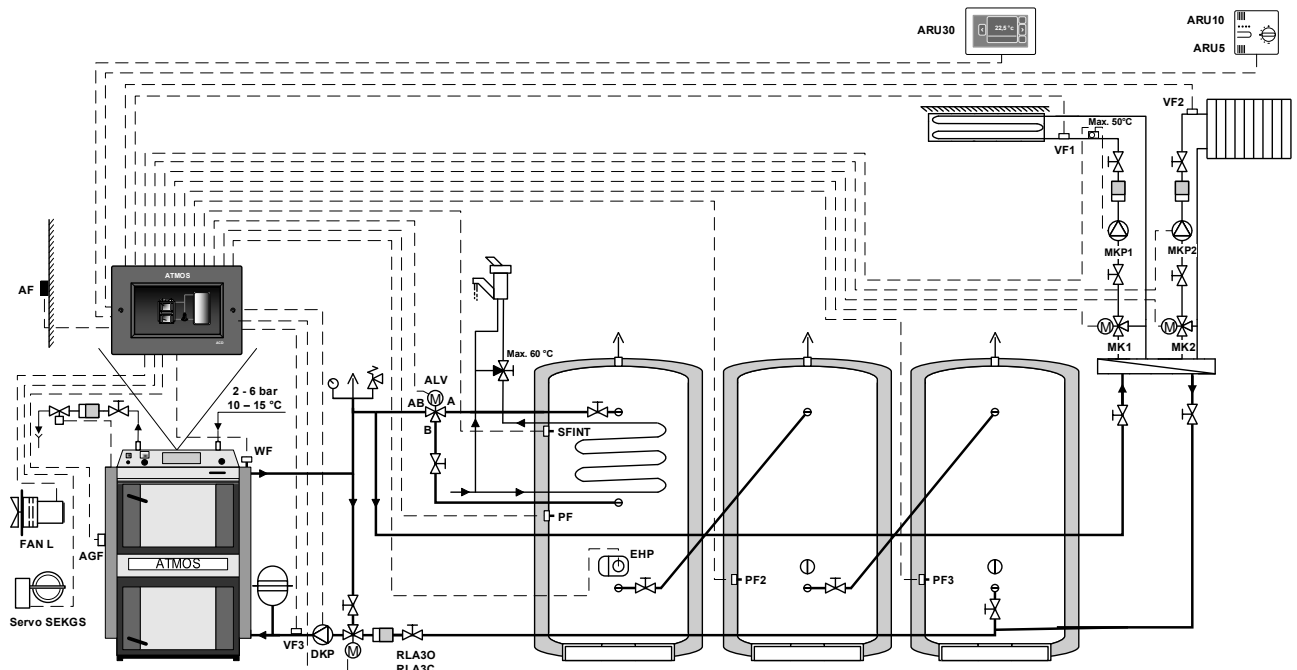 ARU30
22,5 °c
ARU10
ARU5
VF2
Max. 50°C
VF1
MKP1
MKP2
ATMOS
AF
M
M
MK1
MK2
Max. 60 °C
2 - 6 bar
10 – 15 °C
ALV
M
AB
A
B
SFINT
WF
PF
FAN L
AGF
ATMOS
EHP
PF2
PF3
Servo SEKGS
VF3
DKP
M
RLA3O
RLA3C